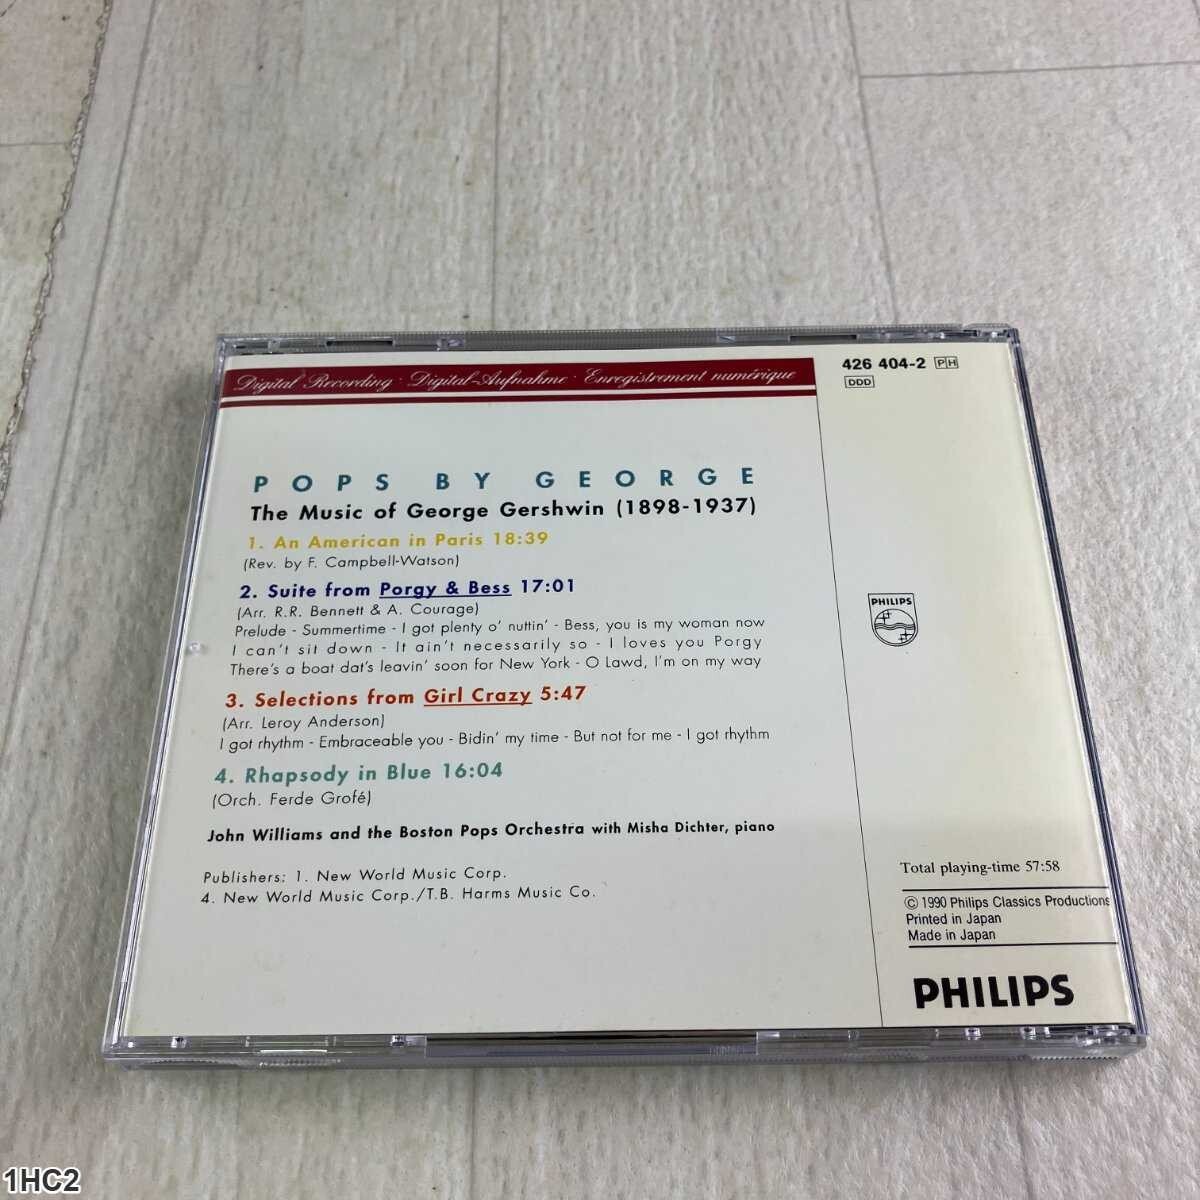 Digital Recording · Digital-Aufnahme · Enregistrement numérique
426 404-2 PH
DDD
POPS BY GEORGE
The Music of George Gershwin (1898-1937)
1. An American in Paris 18:39
(Rev. by F. Campbell-Watson)
2. Suite from Porgy & Bess 17:01
(Arr. R.R. Bennett & A. Courage)
Prelude - Summertime - I got plenty o' nuttin' - Bess, you is my woman now
I can't sit down - It ain't necessarily so - I loves you Porgy
There's a boat dat's leavin' soon for New York - O Lawd, I'm on my way
3. Selections from Girl Crazy 5:47
(Arr. Leroy Anderson)
I got rhythm - Embraceable you - Bidin' my time - But not for me - I got rhythm
4. Rhapsody in Blue 16:04
(Orch. Ferde Grofé)
John Williams and the Boston Pops Orchestra with Misha Dichter, piano
Publishers: 1. New World Music Corp.
4. New World Music Corp./T.B. Harms Music Co.
PHILIPS
Total playing-time 57:58
© 1990 Philips Classics Productions
Printed in Japan
Made in Japan
PHILIPS
1HC2